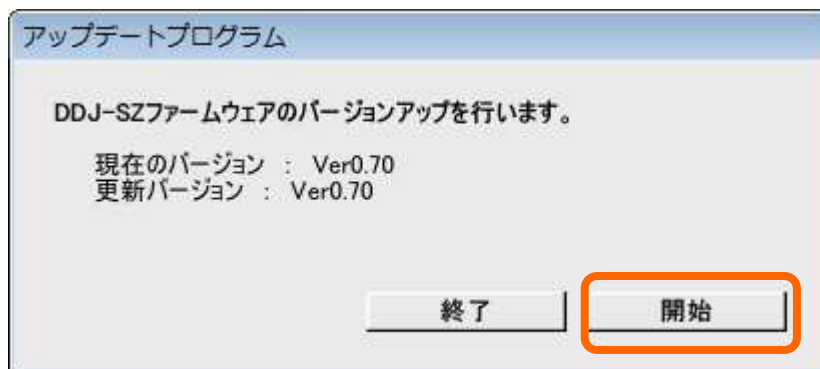 アップデートプログラム
DDJ-SZファームウェアのバージョンアップを行います。
現在のバージョン : Ver0.70
更新バージョン : Ver0.70
終了 開始